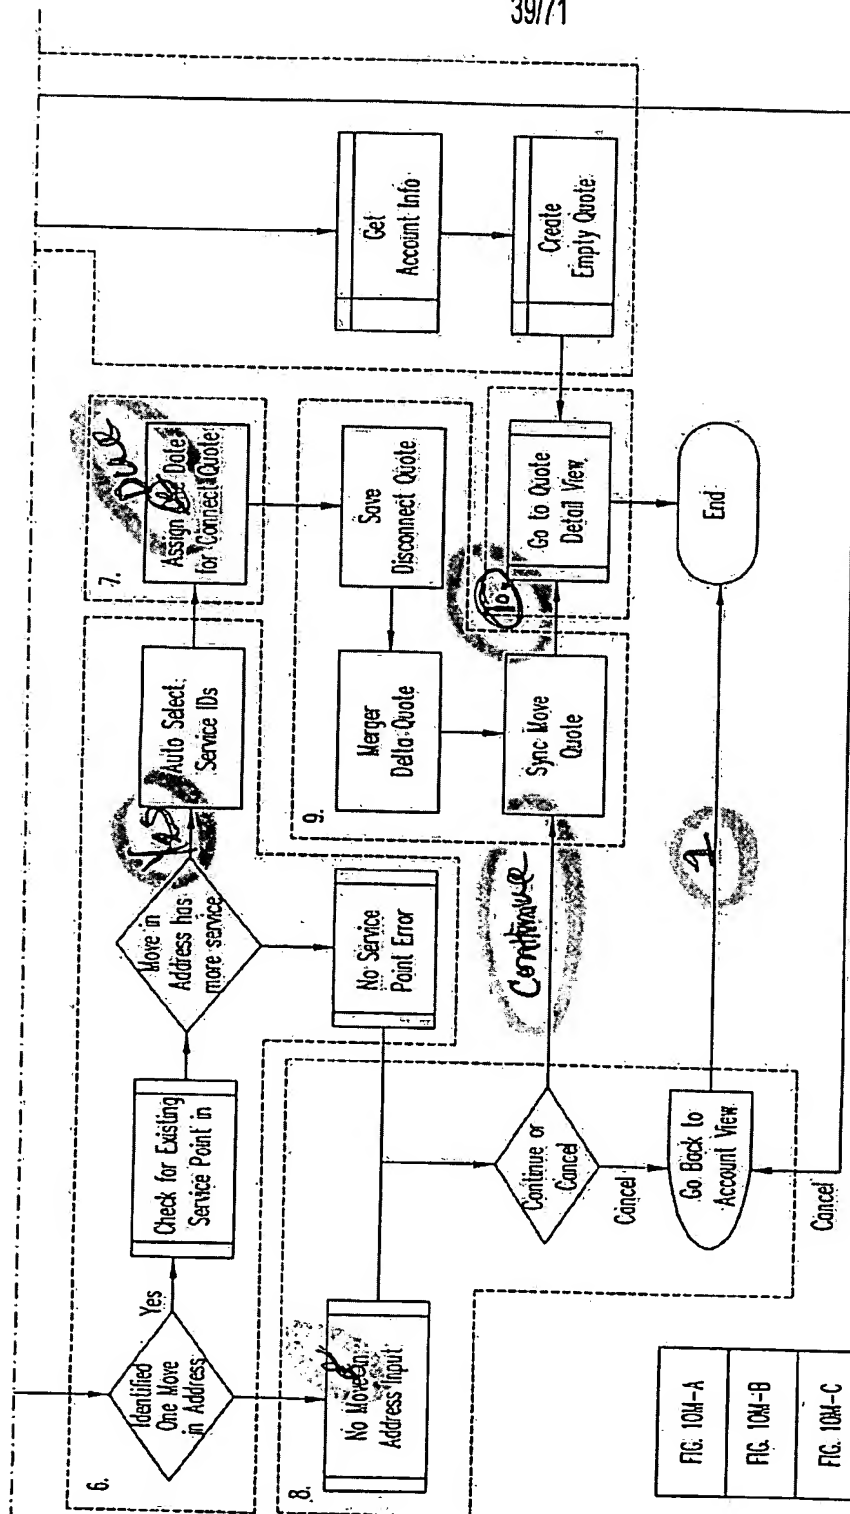 39/71
6.
Identified
One Move
in Address
Yes
Check for Existing
Service Point in
Move in
Address has
more service
Yes
Auto Select
Service IDs
7.
Due
Assign
Date
for Connect Quote
Get
Account Info
Create
Empty Quote
8.
No Move
Address Input
No Service
Point Error
9.
Save
Disconnect Quote
Merger
Delta Quote
Sync Move
Quote
10.
Go to Quote
Detail View
Continue or
Cancel
Continue
Cancel
Go Back to
Account View
Cancel
End
FIG. 10M-A
FIG. 10M-B
FIG. 10M-C